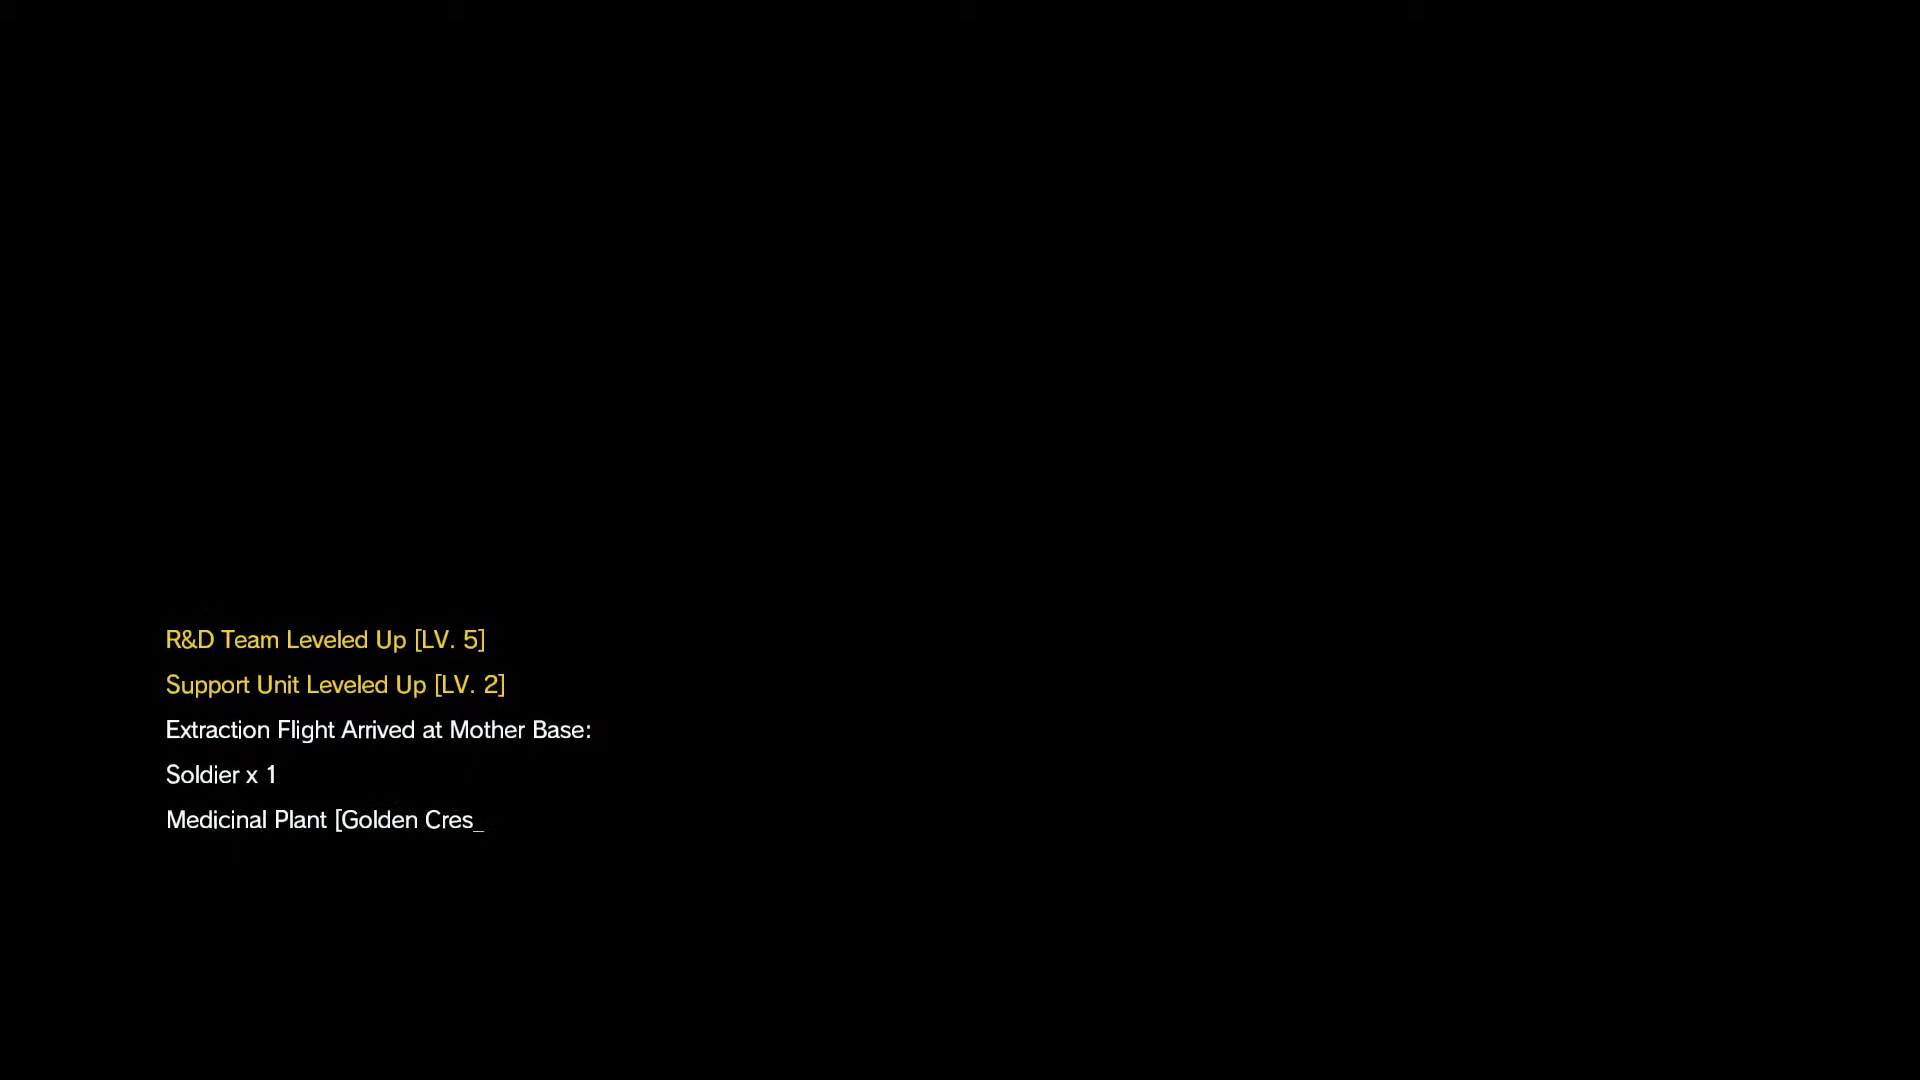 R&D Team Leveled Up [LV. 5]
Support Unit Leveled Up [LV. 2]
Extraction Flight Arrived at Mother Base:
Soldier x 1
Medicinal Plant [Golden Cres_